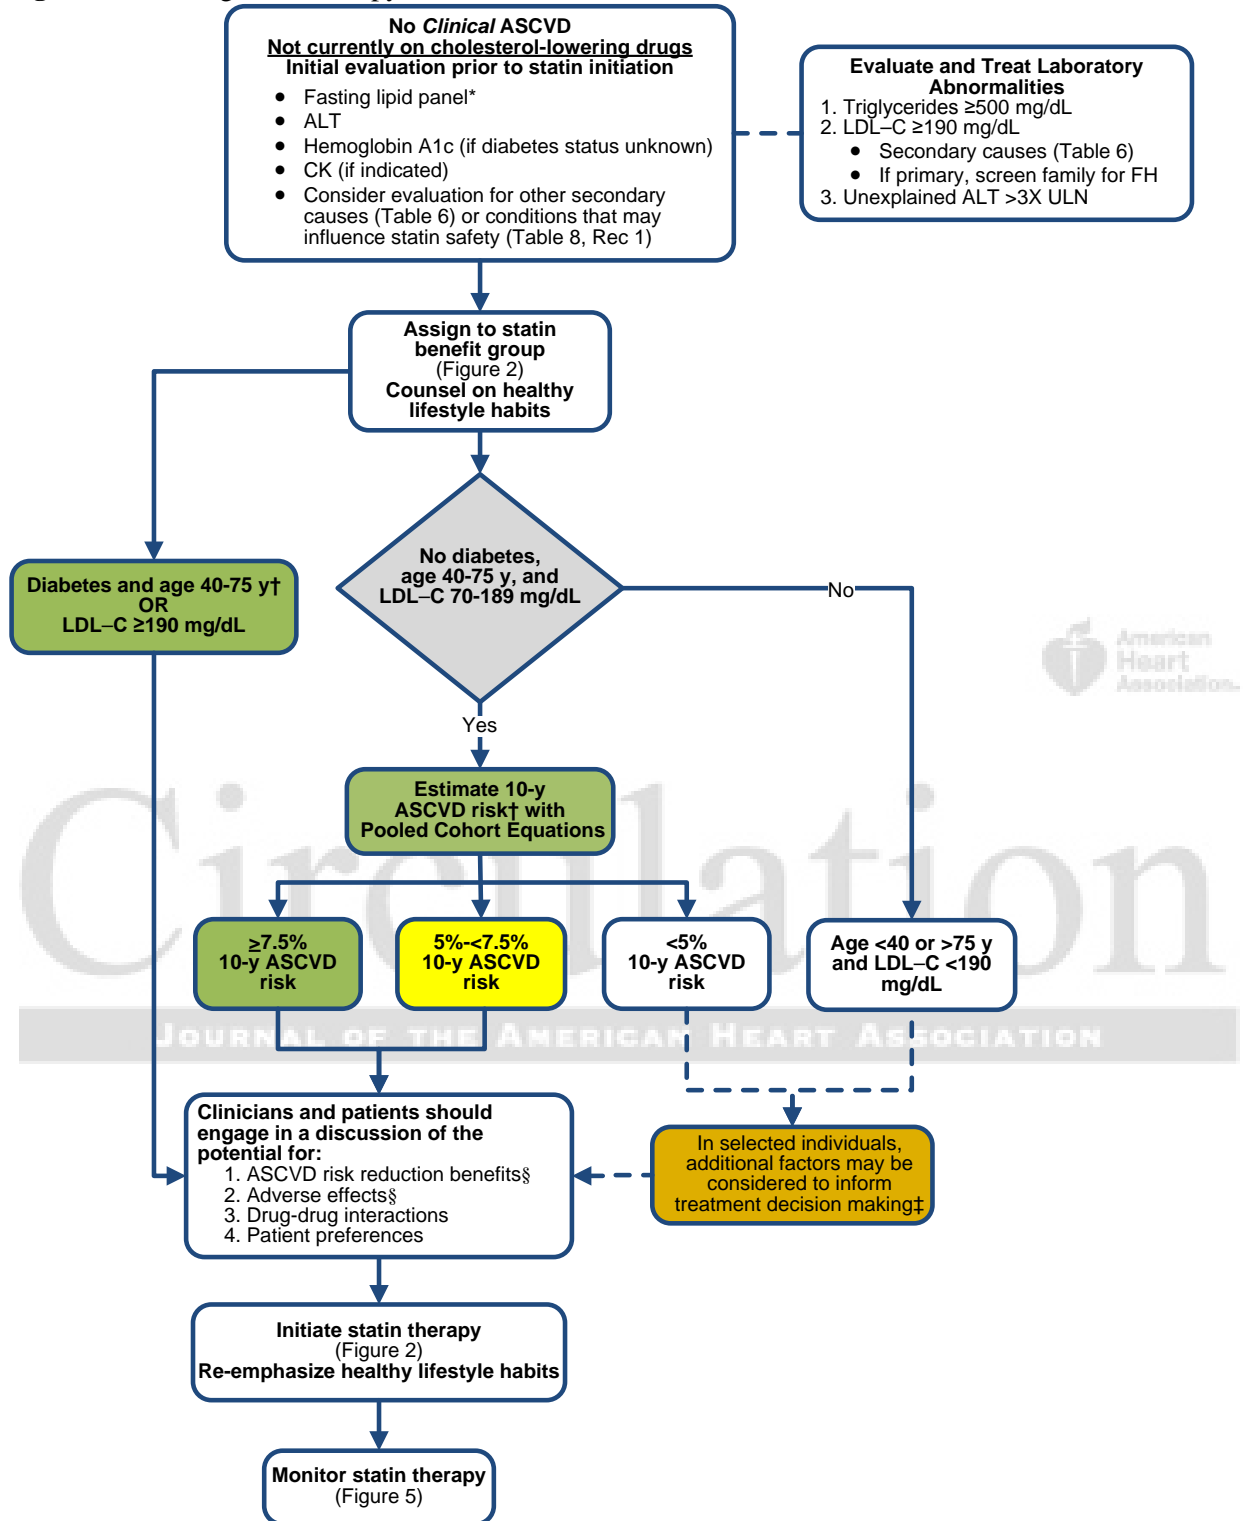 No Clinical ASCVD
Not currently on cholesterol-lowering drugs
Initial evaluation prior to statin initiation
• Fasting lipid panel*
• ALT
• Hemoglobin A1c (if diabetes status unknown)
• CK (if indicated)
• Consider evaluation for other secondary
causes (Table 6) or conditions that may
influence statin safety (Table 8, Rec 1)
Evaluate and Treat Laboratory
Abnormalities
1. Triglycerides ≥500 mg/dL
2. LDL–C ≥190 mg/dL
• Secondary causes (Table 6)
• If primary, screen family for FH
3. Unexplained ALT >3X ULN
Assign to statin
benefit group
(Figure 2)
Counsel on healthy
lifestyle habits
Diabetes and age 40-75 y†
OR
LDL–C ≥190 mg/dL
No diabetes,
age 40-75 y, and
LDL–C 70-189 mg/dL
No
Yes
American
Heart
Association
Estimate 10-y
ASCVD risk† with
Pooled Cohort Equations
Circulation
≥7.5%
10-y ASCVD
risk
5%-<7.5%
10-y ASCVD
risk
<5%
10-y ASCVD
risk
Age <40 or >75 y
and LDL–C <190
mg/dL
JOURNAL OF THE AMERICAN HEART ASSOCIATION
Clinicians and patients should
engage in a discussion of the
potential for:
1. ASCVD risk reduction benefits§
2. Adverse effects§
3. Drug-drug interactions
4. Patient preferences
In selected individuals,
additional factors may be
considered to inform
treatment decision making‡
Initiate statin therapy
(Figure 2)
Re-emphasize healthy lifestyle habits
Monitor statin therapy
(Figure 5)